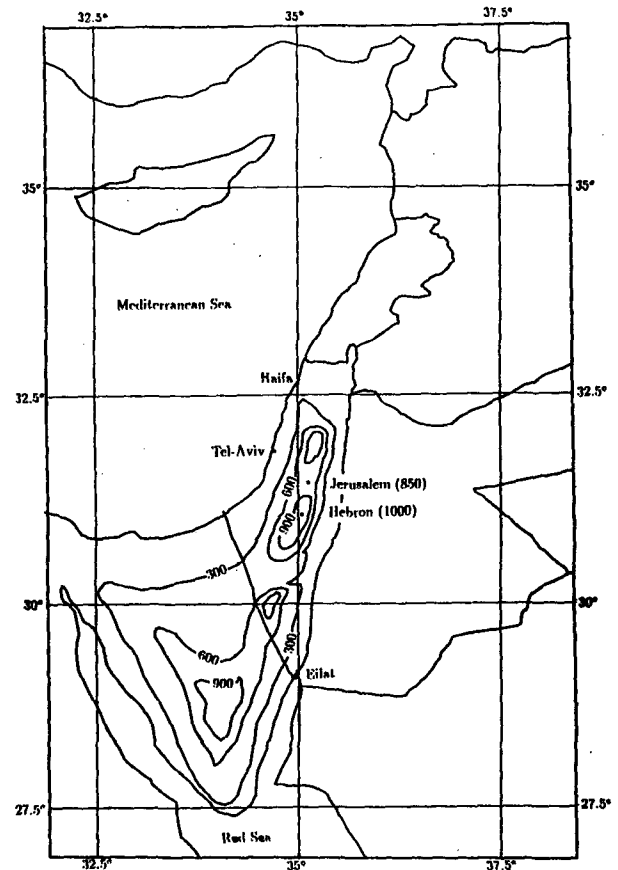 32.5° 35° 37.5°
35° 35°
Mediterranean Sea
Haifa
32.5° 32.5°
Tel-Aviv
600
Jerusalem (850)
900
Hebron (1000)
300
30° 30°
300
600
Eilat
900
27.5° 27.5°
Red Sea
32.5° 35° 37.5°